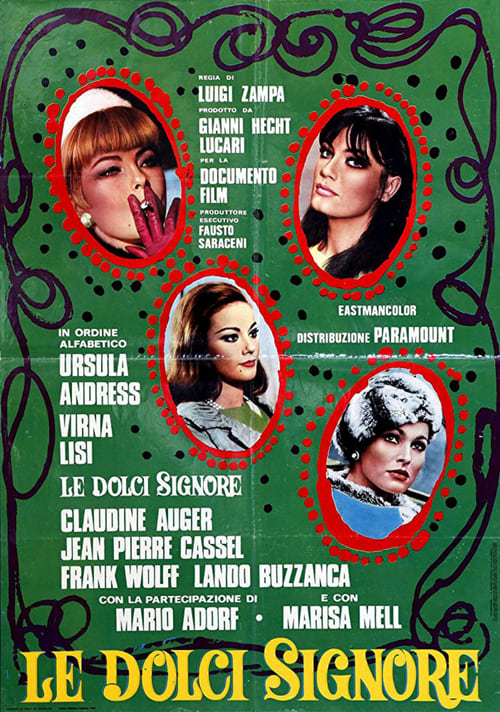 REGIA DI
LUIGI ZAMPA
PRODOTTO DA
GIANNI HECHT
LUCARI
PER LA
DOCUMENTO
FILM
PRODUTTORE
ESECUTIVO
FAUSTO
SARACENI
EASTMANCOLOR
DISTRIBUZIONE PARAMOUNT
IN ORDINE
ALFABETICO
URSULA
ANDRESS
VIRNA
LISI
LE DOLCI SIGNORE
CLAUDINE AUGER
JEAN PIERRE CASSEL
FRANK WOLFF LANDO BUZZANCA
CON LA PARTECIPAZIONE DI
MARIO ADORF •
E CON
MARISA MELL
LE DOLCI SIGNORE